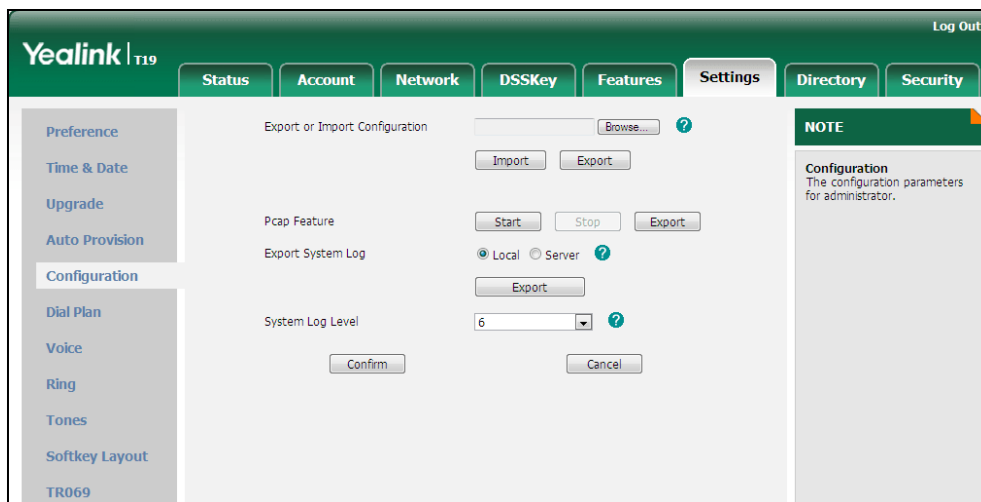 Log Out
Yealink | T19
Status Account Network DSSKey Features Settings Directory Security
Preference
Time & Date
Upgrade
Auto Provision
Configuration
Dial Plan
Voice
Ring
Tones
Softkey Layout
TR069
Export or Import Configuration Browse... ?
Import Export
Pcap Feature Start Stop Export
Export System Log Local Server ?
Export
System Log Level 6 ?
Confirm Cancel
NOTE
Configuration
The configuration parameters
for administrator.